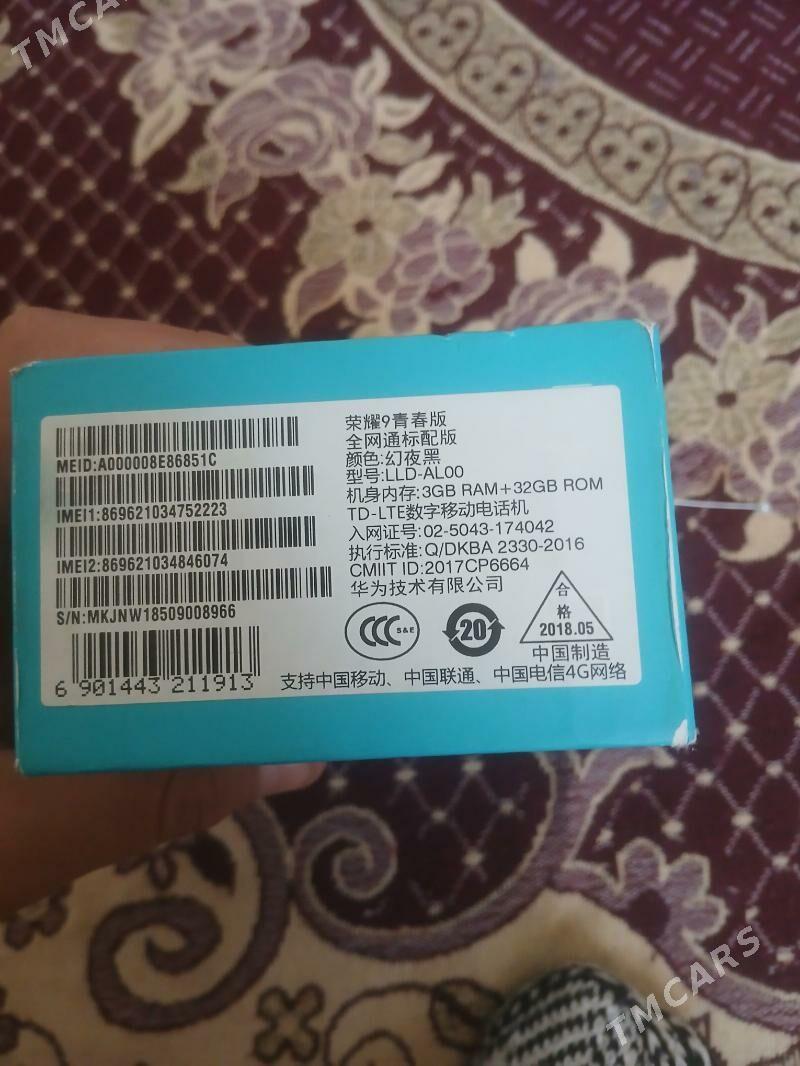 TMCARS
MEID:A000008E86851C
IMEI1:869621034752223
IMEI2:869621034846074
S/N:MKJNW18509008966
6 901443 211913
荣耀9青春版
全网通标配版
颜色:幻夜黑
型号:LLD-AL00
机身内存:3GB RAM+32GB ROM
TD-LTE数字移动电话机
入网证号:02-5043-174042
执行标准:Q/DKBA 2330-2016
CMIIT ID:2017CP6664
华为技术有限公司
CCC S&E
20
合格
2018.05
中国制造
支持中国移动、中国联通、中国电信4G网络
TMCARS